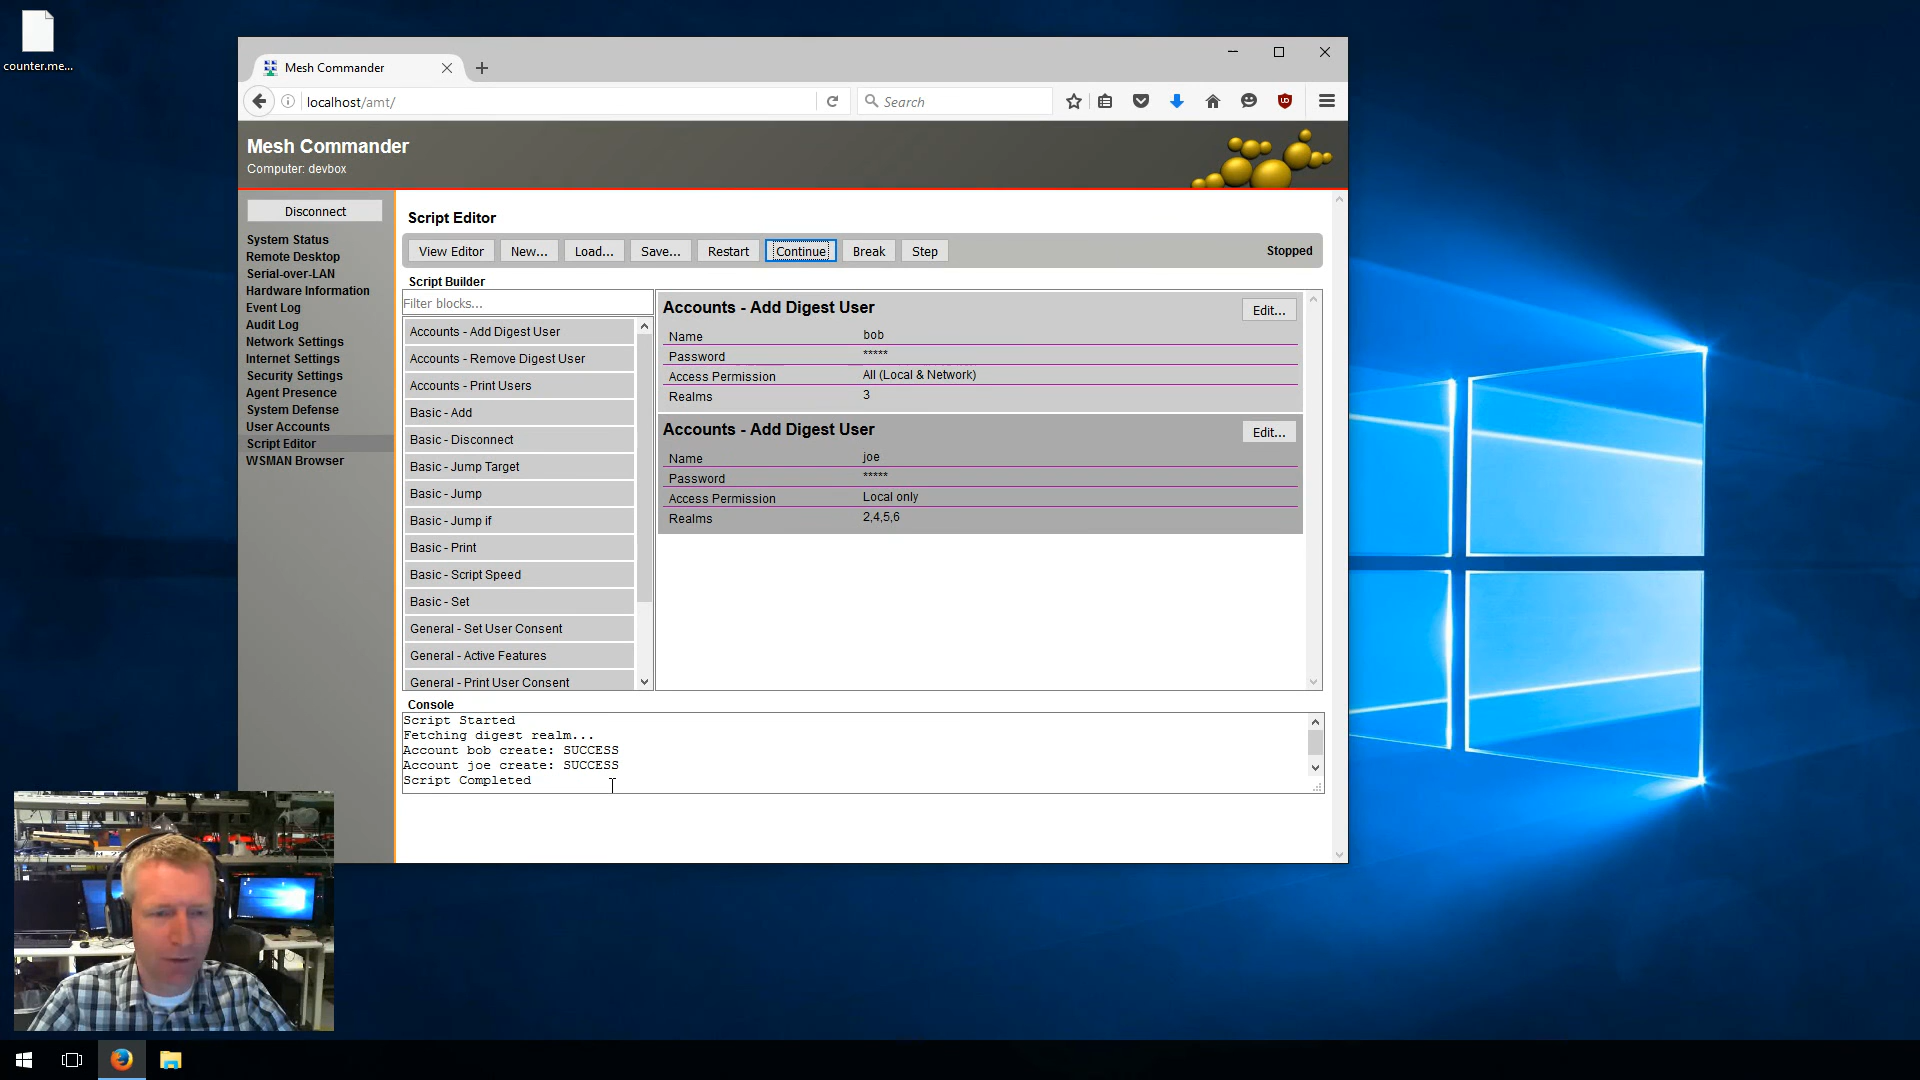 counter.me...
Mesh Commander
localhost/amt/
Search
Mesh Commander
Computer: devbox
Disconnect
System Status
Remote Desktop
Serial-over-LAN
Hardware Information
Event Log
Audit Log
Network Settings
Internet Settings
Security Settings
Agent Presence
System Defense
User Accounts
Script Editor
WSMAN Browser
Script Editor
View Editor
New...
Load...
Save...
Restart
Continue
Break
Step
Stopped
Script Builder
Filter blocks...
Accounts - Add Digest User
Accounts - Remove Digest User
Accounts - Print Users
Basic - Add
Basic - Disconnect
Basic - Jump Target
Basic - Jump
Basic - Jump if
Basic - Print
Basic - Script Speed
Basic - Set
General - Set User Consent
General - Active Features
General - Print User Consent
Accounts - Add Digest User
Edit...
Name bob
Password *****
Access Permission All (Local & Network)
Realms 3
Accounts - Add Digest User
Edit...
Name joe
Password *****
Access Permission Local only
Realms 2,4,5,6
Console
Script Started
Fetching digest realm...
Account bob create: SUCCESS
Account joe create: SUCCESS
Script Completed